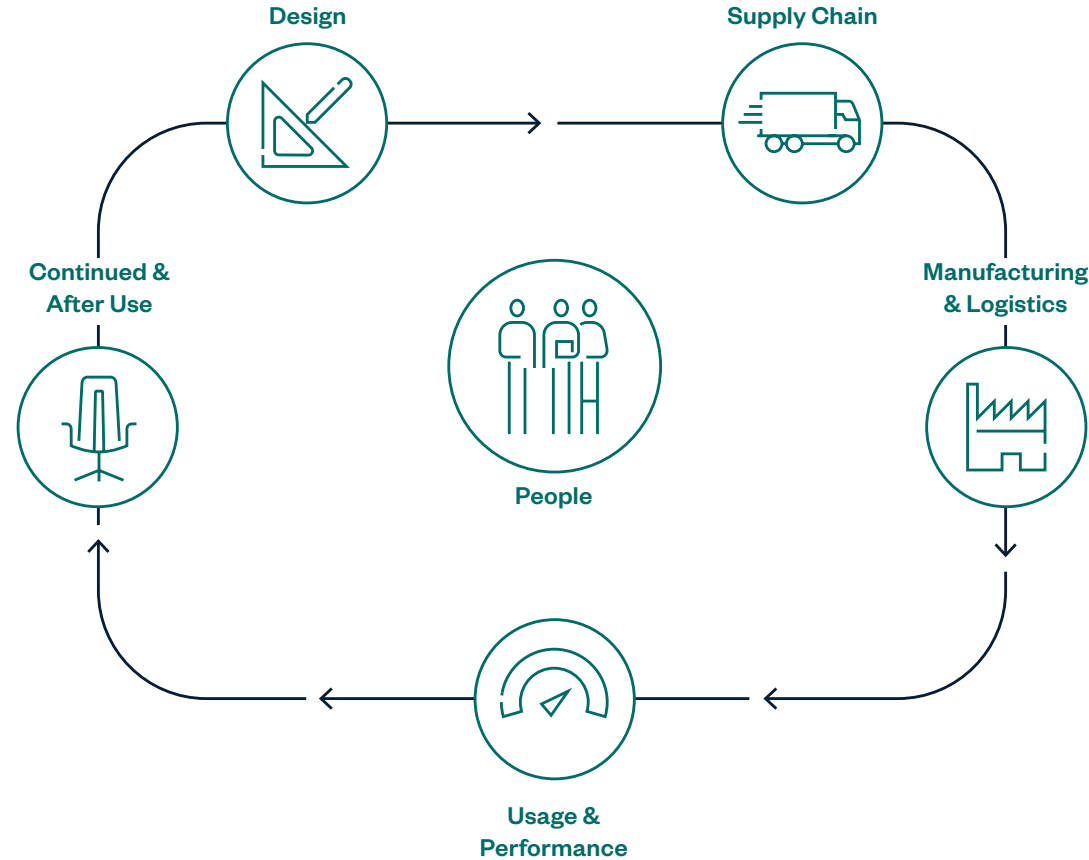 Design
Supply Chain
Continued &
After Use
Manufacturing
& Logistics
People
Usage &
Performance